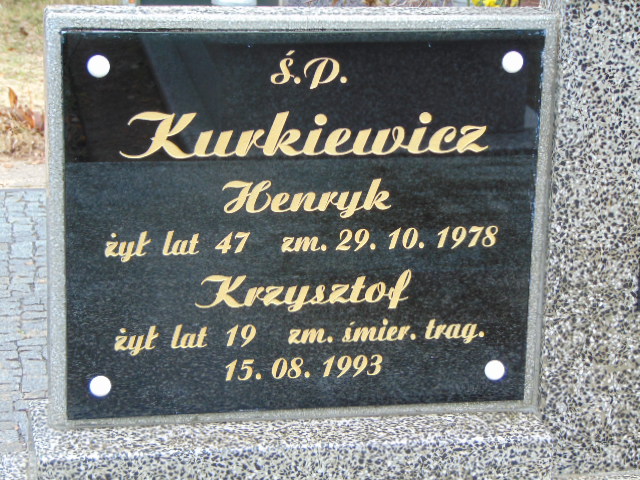 Ś.P.
Kurkiewicz
Henryk
żył lat 47 zm. 29. 10. 1978
Krzysztof
żył lat 19 zm. śmier. trag.
15. 08. 1993